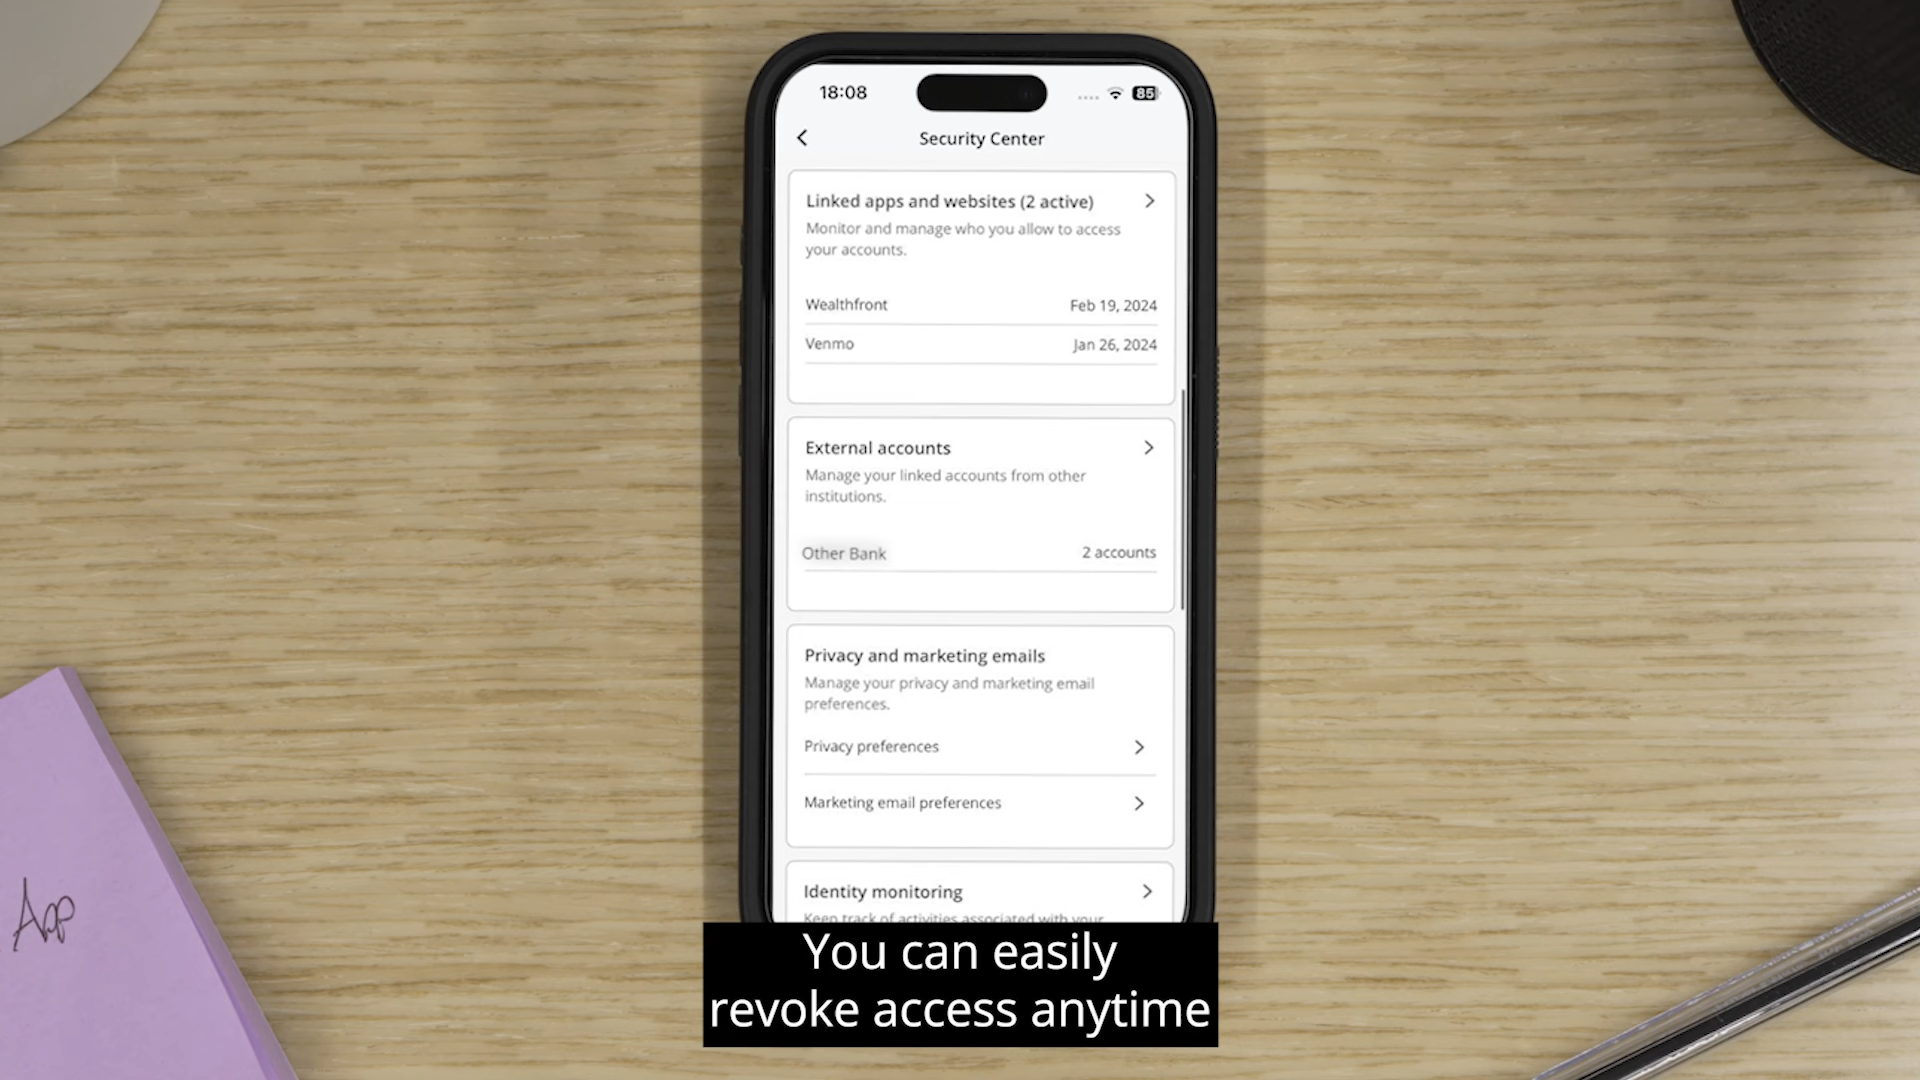 18:08
85
Security Center
Linked apps and websites (2 active)
Monitor and manage who you allow to access
your accounts.
Wealthfront Feb 19, 2024
Venmo Jan 26, 2024
External accounts
Manage your linked accounts from other
institutions.
Other Bank 2 accounts
Privacy and marketing emails
Manage your privacy and marketing email
preferences.
Privacy preferences
Marketing email preferences
Identity monitoring
Keep track of activities associated with your
App
You can easily
revoke access anytime